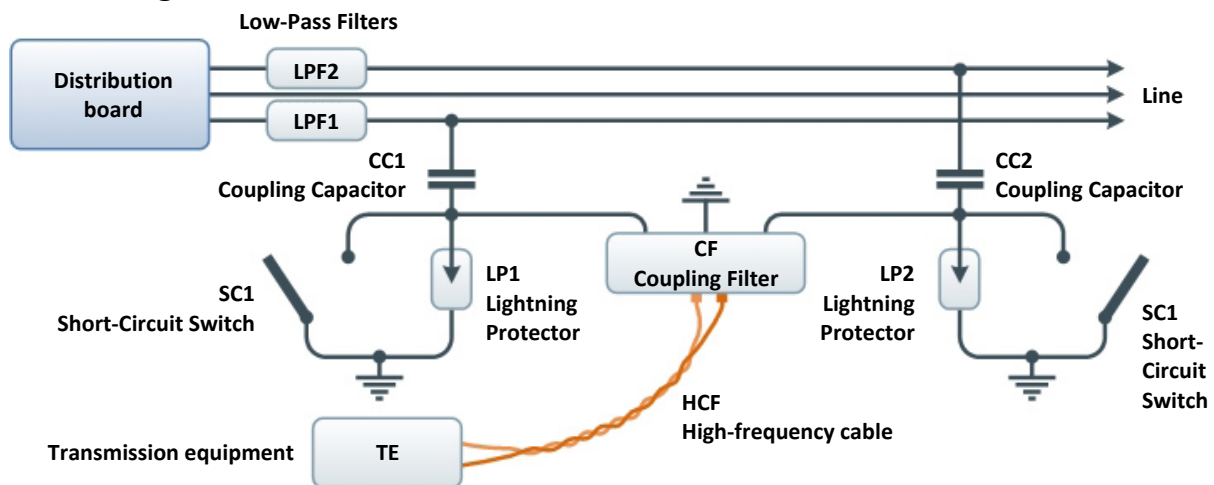 Low-Pass Filters
Distribution
board
LPF2
LPF1
Line
CC1
Coupling Capacitor
CC2
Coupling Capacitor
CF
Coupling Filter
SC1
Short-Circuit Switch
LP1
Lightning
Protector
LP2
Lightning
Protector
SC1
Short-
Circuit
Switch
HCF
High-frequency cable
Transmission equipment
TE